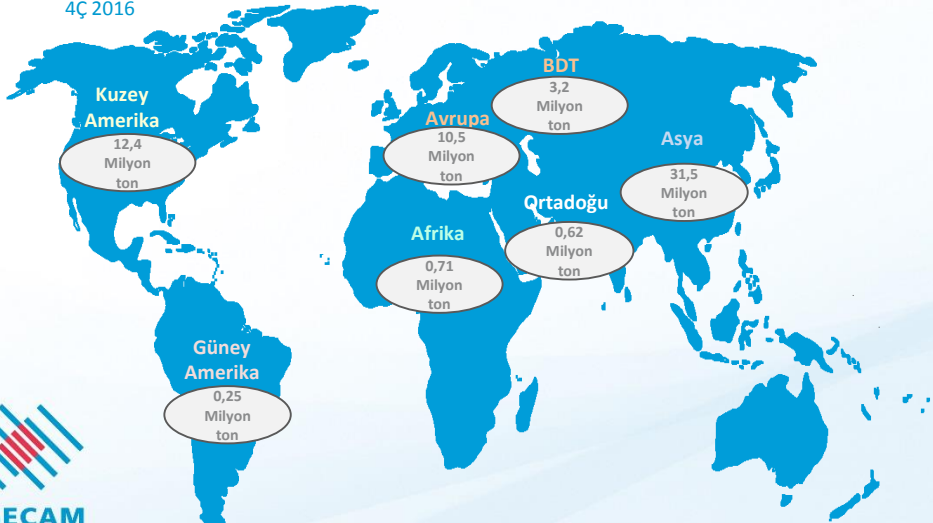 4Ç 2016
Kuzey
Amerika
12,4
Milyon
ton
BDT
3,2
Milyon
ton
Avrupa
10,5
Milyon
ton
Asya
31,5
Milyon
ton
Qrtadoğu
0,62
Milyon
ton
Afrika
0,71
Milyon
ton
Güney
Amerika
0,25
Milyon
ton
ECAM